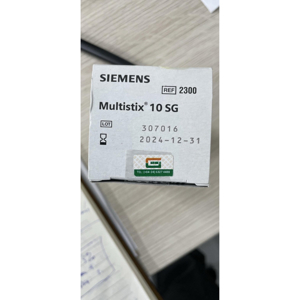 SIEMENS
REF 2300
Multistix® 10 SG
LOT 307016
2024-12-31